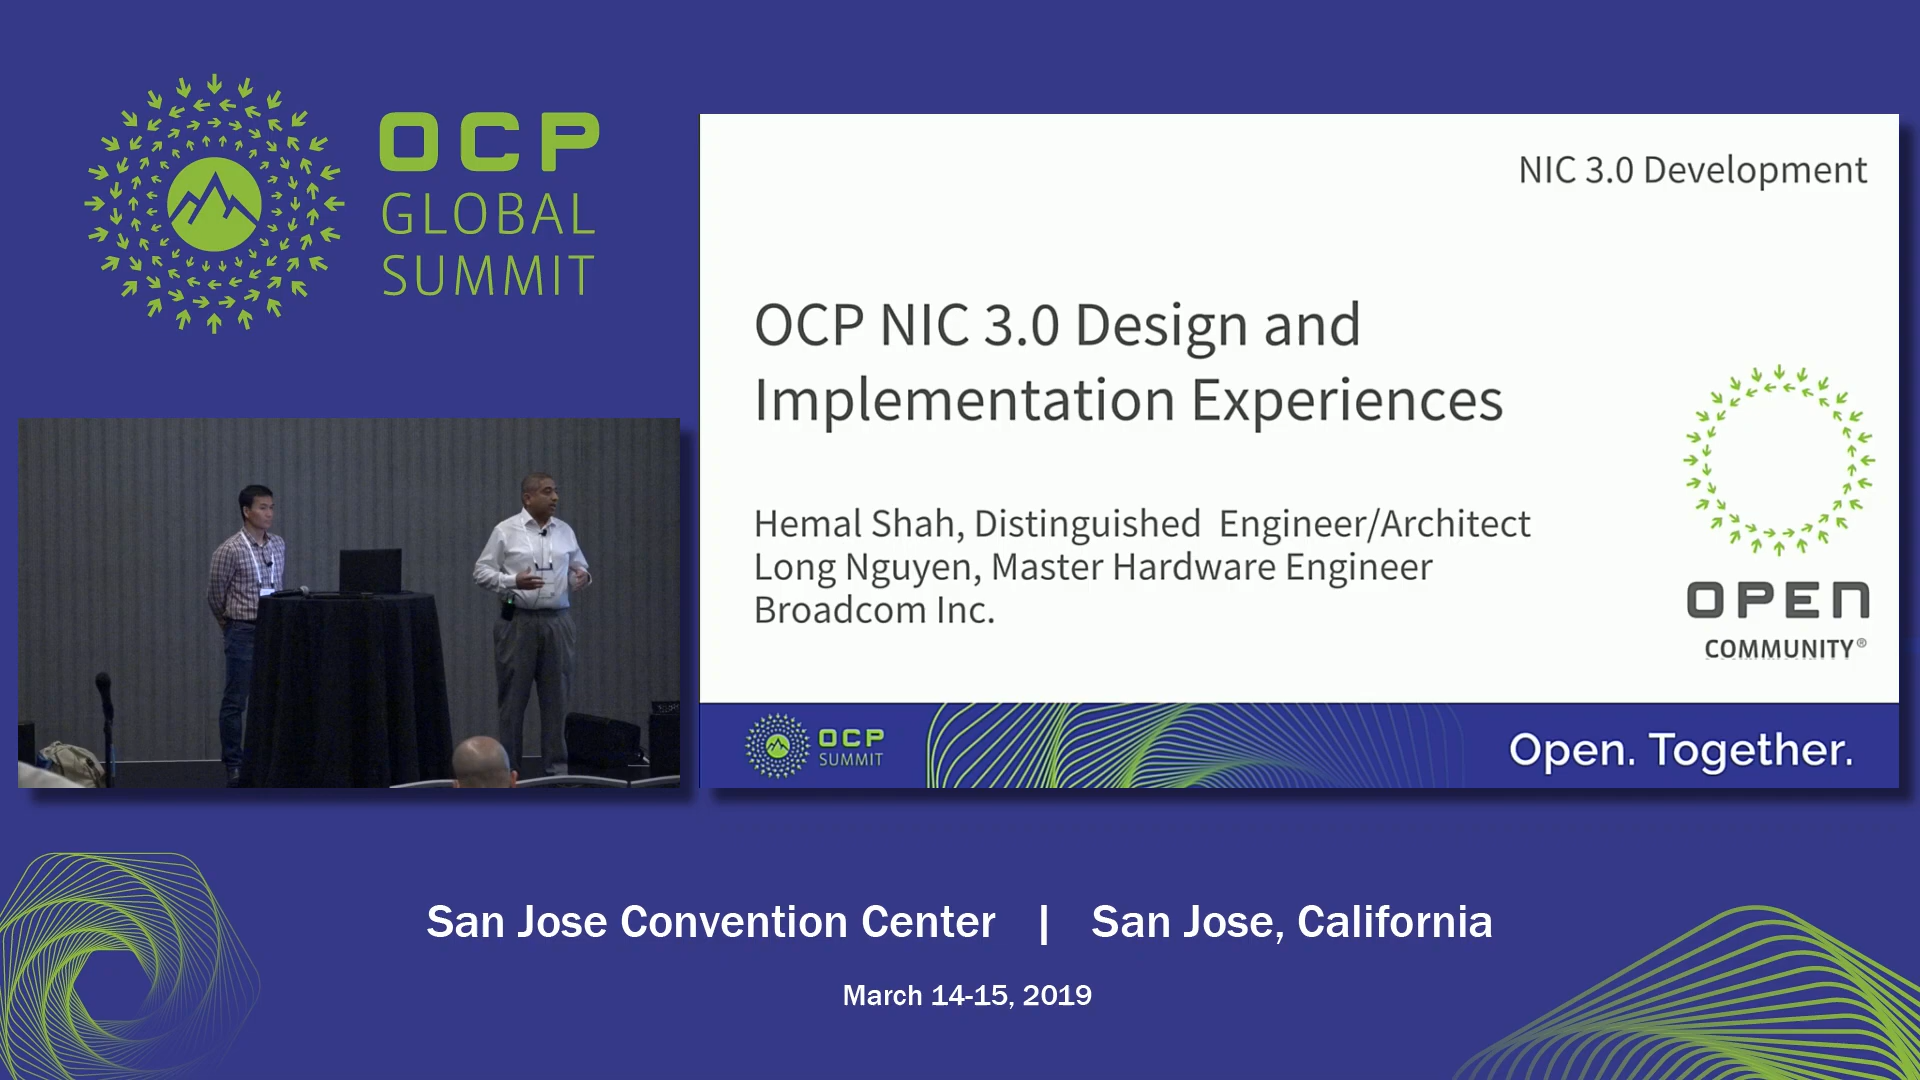 OCP
GLOBAL
SUMMIT
NIC 3.0 Development
OCP NIC 3.0 Design and
Implementation Experiences
Hemal Shah, Distinguished Engineer/Architect
Long Nguyen, Master Hardware Engineer
Broadcom Inc.
OPEN
COMMUNITY®
OCP
SUMMIT
Open. Together.
San Jose Convention Center | San Jose, California
March 14-15, 2019